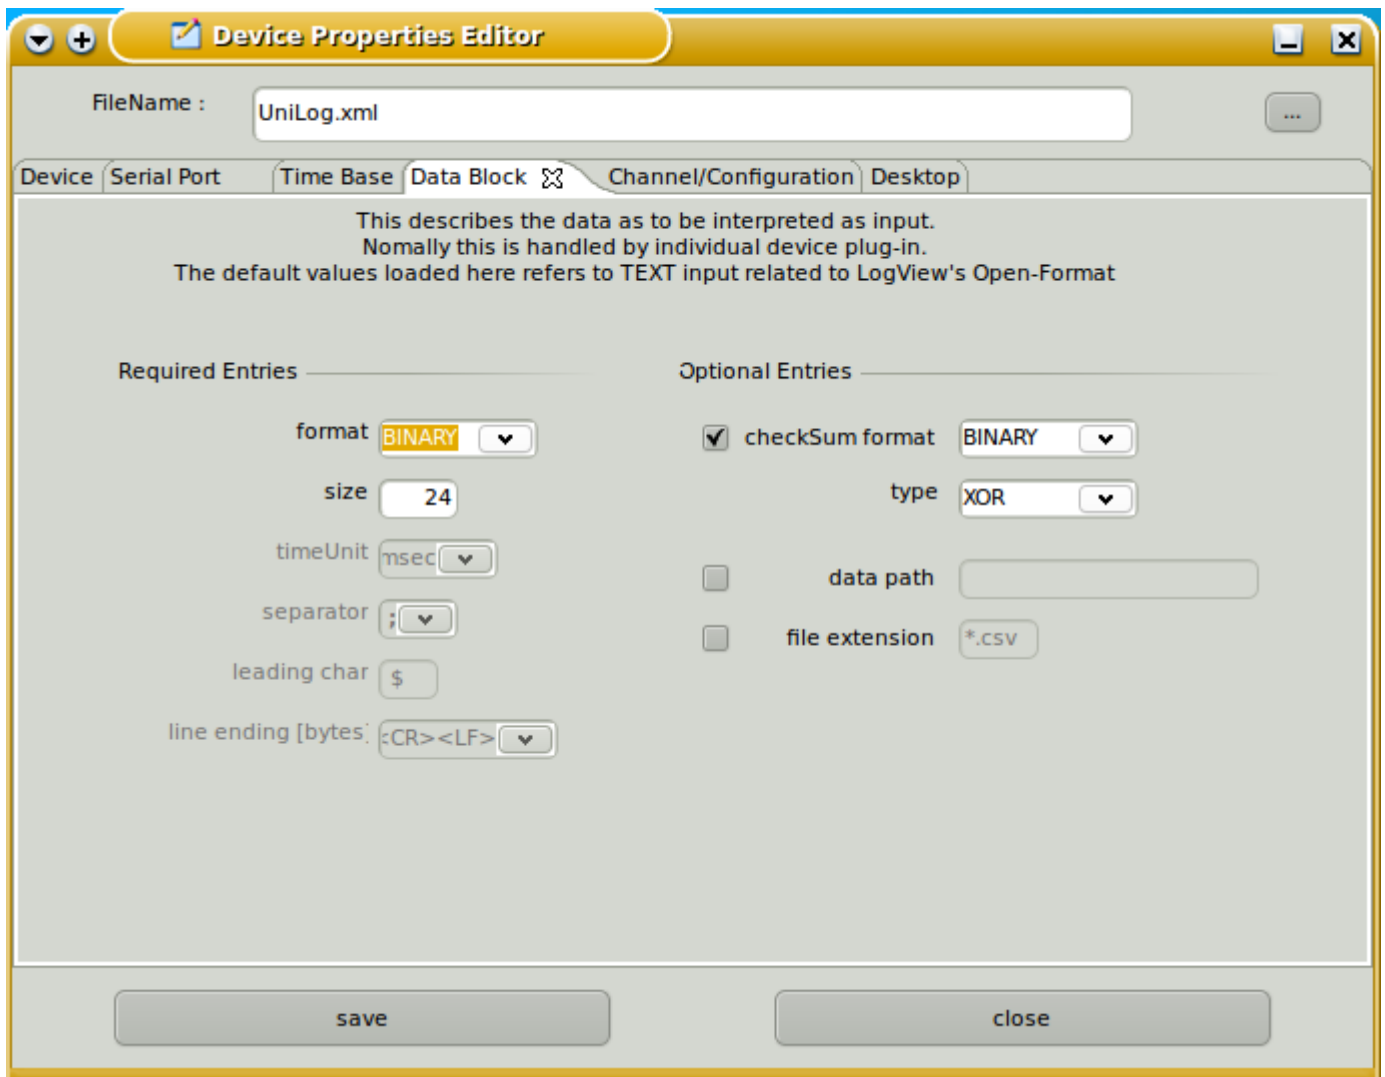 Device Properties Editor
FileName :
UniLog.xml
...
Device
Serial Port
Time Base
Data Block
Channel/Configuration
Desktop
This describes the data as to be interpreted as input.
Nomally this is handled by individual device plug-in.
The default values loaded here refers to TEXT input related to LogView's Open-Format
Required Entries
format BINARY
size 24
timeUnit msec
separator ;
leading char $
line ending [bytes] <CR><LF>
Optional Entries
checkSum format BINARY
type XOR
data path
file extension *.csv
save
close